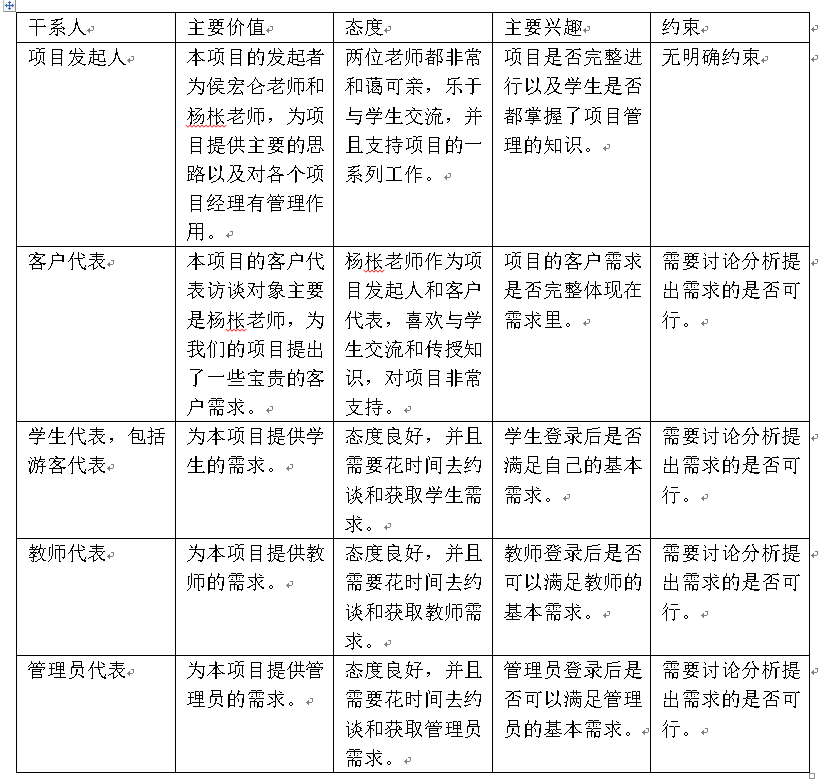 干系人
主要价值
态度
主要兴趣
约束
项目发起人
本项目的发起者
为侯宏仑老师和
杨枨老师，为项
目提供主要的思
路以及对各个项
目经理有管理作
用。
两位老师都非常
和蔼可亲，乐于
与学生交流，并
且支持项目的一
系列工作。
项目是否完整进
行以及学生是否
都掌握了项目管
理的知识。
无明确约束
客户代表
本项目的客户代
表访谈对象主要
是杨枨老师，为
我们的项目提出
了一些宝贵的客
户需求。
杨枨老师作为项
目发起人和客户
代表，喜欢与学
生交流和传授知
识，对项目非常
支持。
项目的客户需求
是否完整体现在
需求里。
需要讨论分析提
出需求的是否可
行。
学生代表，包括
游客代表
为本项目提供学
生的需求。
态度良好，并且
需要花时间去约
谈和获取学生需
求。
学生登录后是否
满足自己的基本
需求。
需要讨论分析提
出需求的是否可
行。
教师代表
为本项目提供教
师的需求。
态度良好，并且
需要花时间去约
谈和获取教师需
求。
教师登录后是否
可以满足教师的
基本需求。
需要讨论分析提
出需求的是否可
行。
管理员代表
为本项目提供管
理员的需求。
态度良好，并且
需要花时间去约
谈和获取管理员
需求。
管理员登录后是
否可以满足管理
员的基本需求。
需要讨论分析提
出需求的是否可
行。